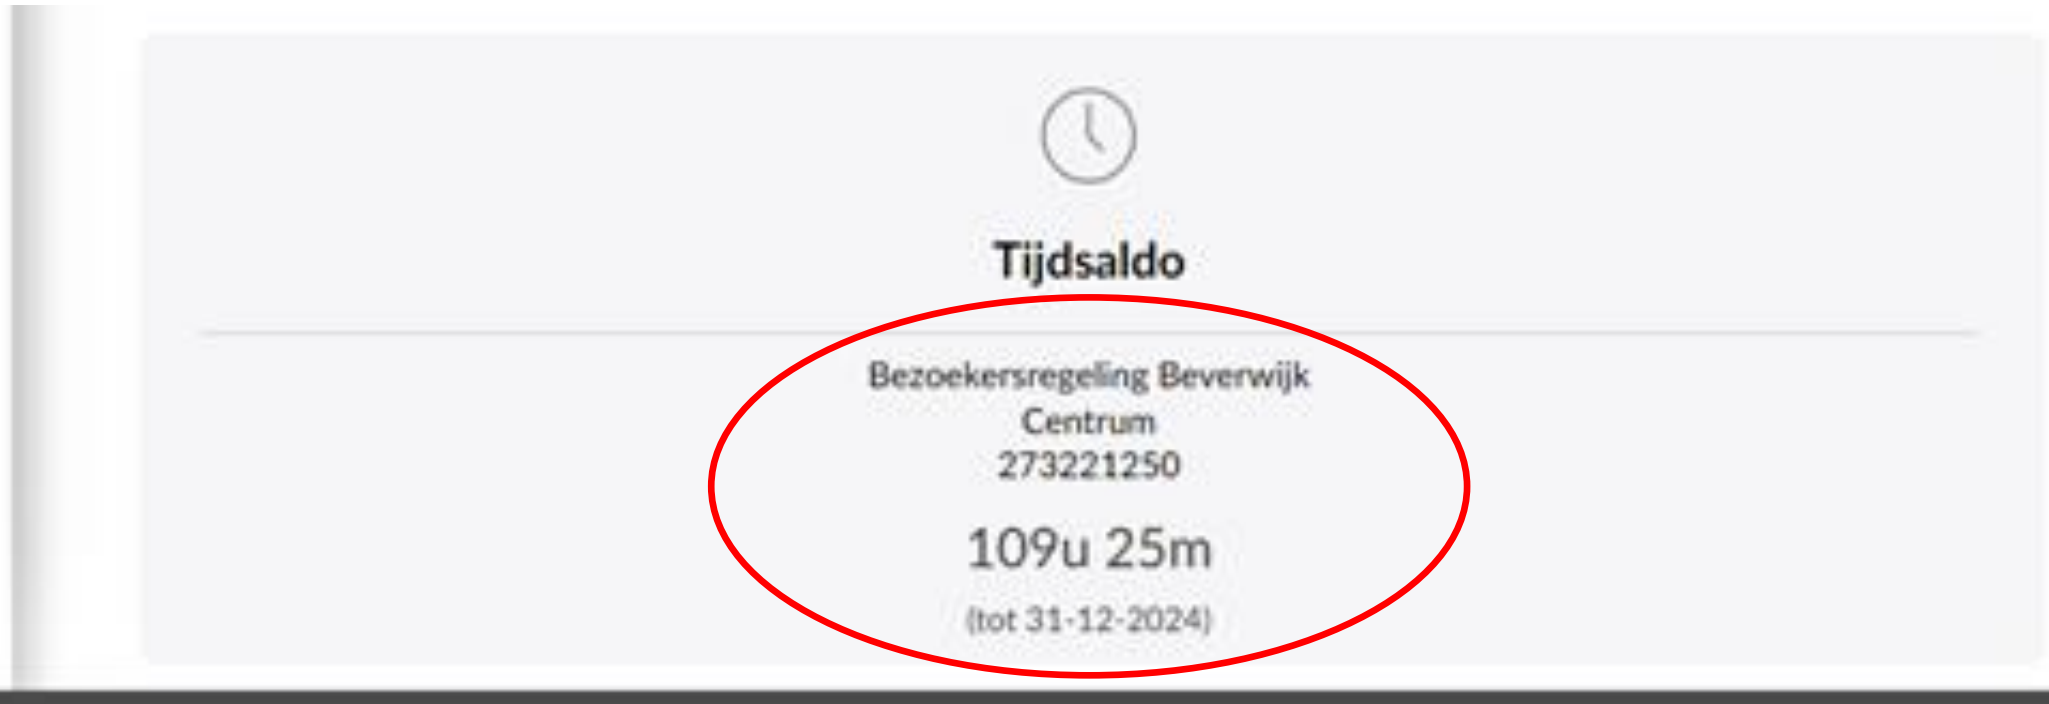 Tijdsaldo
Bezoekersregeling Beverwijk
Centrum
273221250
109u 25m
(tot 31-12-2024)